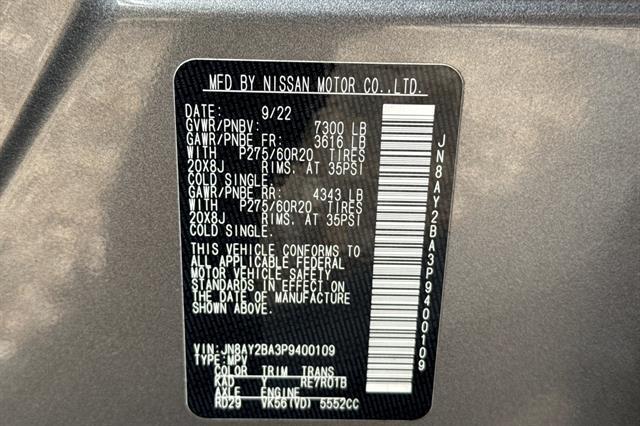 MFD BY NISSAN MOTOR CO.,LTD.
DATE: 9/22
GVWR/PNBV: 7300 LB
GAWR/PNBE FR: 3616 LB
WITH P275/60R20 TIRES
20X8J RIMS. AT 35PSI
COLD SINGLE.
GAWR/PNBE RR: 4343 LB
WITH P275/60R20 TIRES
20X8J RIMS. AT 35PSI
COLD SINGLE.
THIS VEHICLE CONFORMS TO
ALL APPLICABLE FEDERAL
MOTOR VEHICLE SAFETY
STANDARDS IN EFFECT ON
THE DATE OF MANUFACTURE
SHOWN ABOVE.
VIN:JN8AY2BA3P9400109
TYPE:MPV
COLOR TRIM TRANS
KAD Y RE7R01B
AXLE ENGINE
RD29 VK56(VD) 5552CC
JN8AY2BA3P9400109